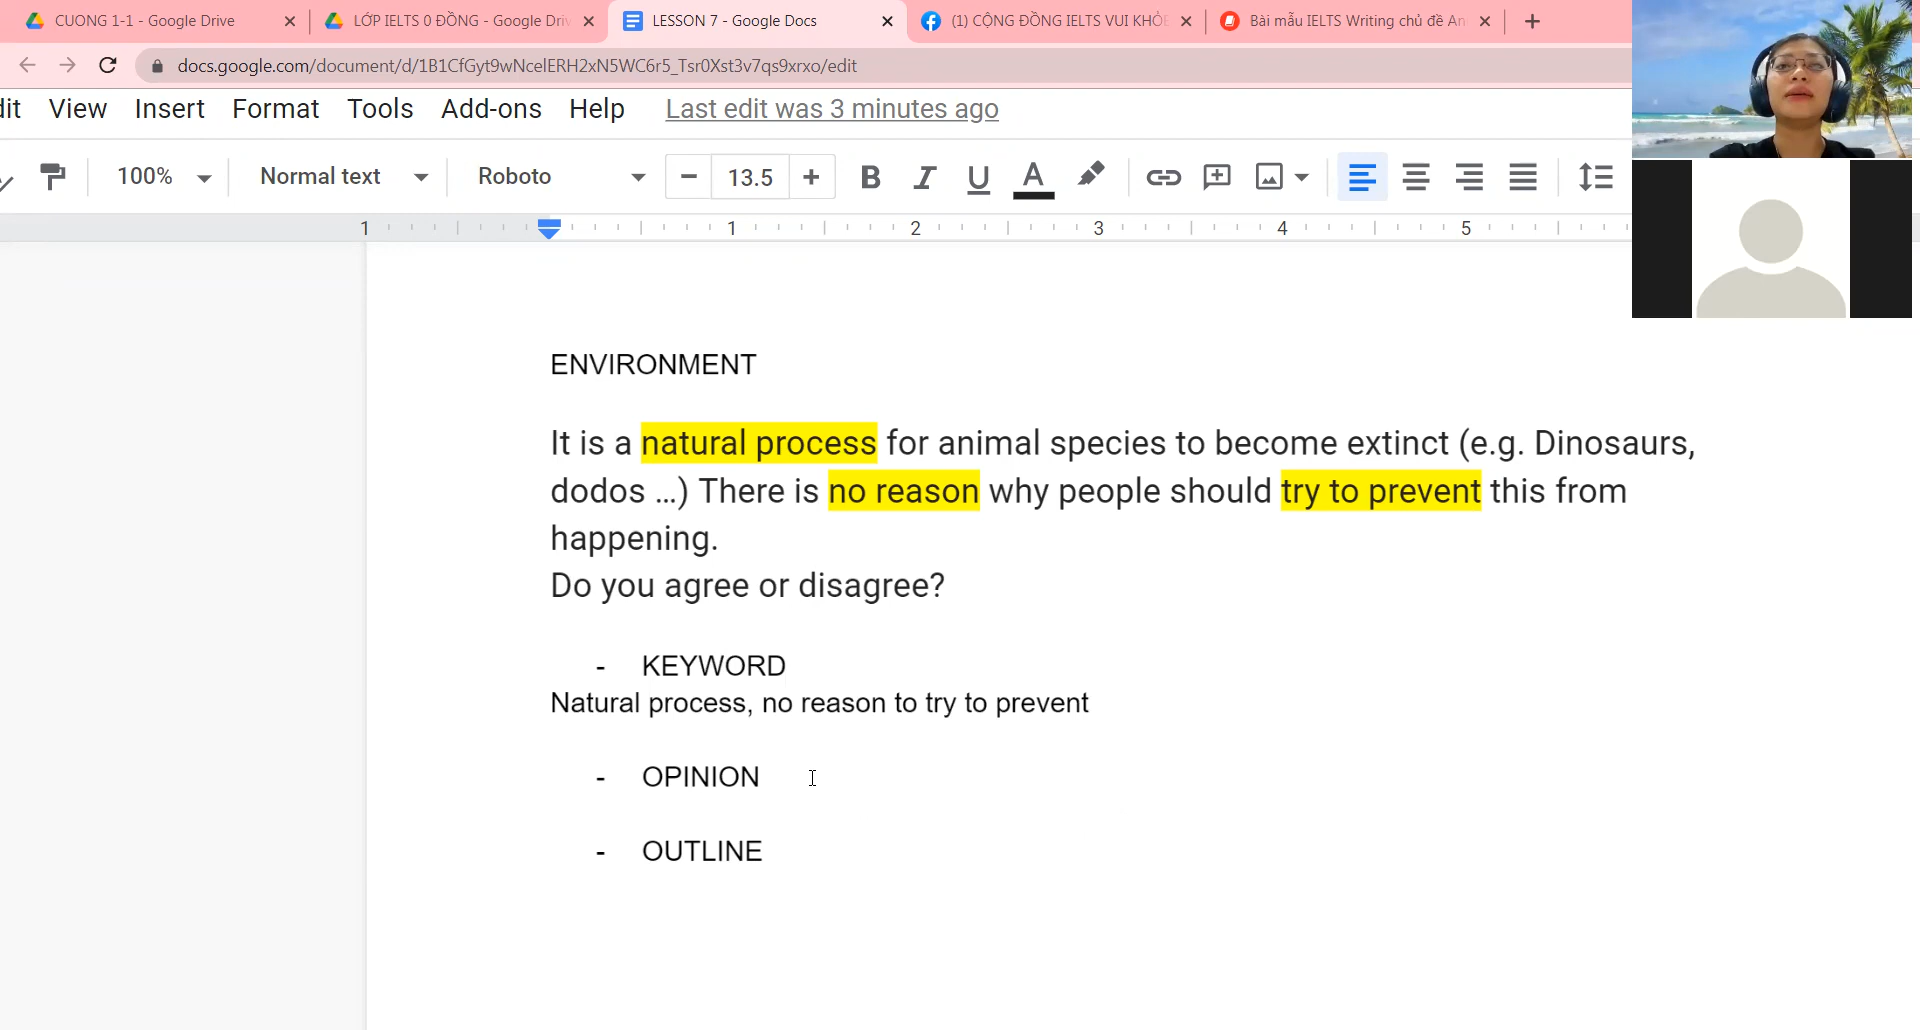 CUONG 1-1 - Google Drive
LỚP IELTS 0 ĐỒNG - Google Driv
LESSON 7 - Google Docs
(1) CỘNG ĐỒNG IELTS VUI KHỎE
Bài mẫu IELTS Writing chủ đề An
docs.google.com/document/d/1B1CfGyt9wNcelERH2xN5WC6r5_Tsr0Xst3v7qs9xrxo/edit
dit View Insert Format Tools Add-ons Help Last edit was 3 minutes ago
100% Normal text Roboto 13.5 B I U A
1 1 2 3 4 5
ENVIRONMENT
It is a natural process for animal species to become extinct (e.g. Dinosaurs,
dodos ...) There is no reason why people should try to prevent this from
happening.
Do you agree or disagree?
- KEYWORD
Natural process, no reason to try to prevent
- OPINION
- OUTLINE